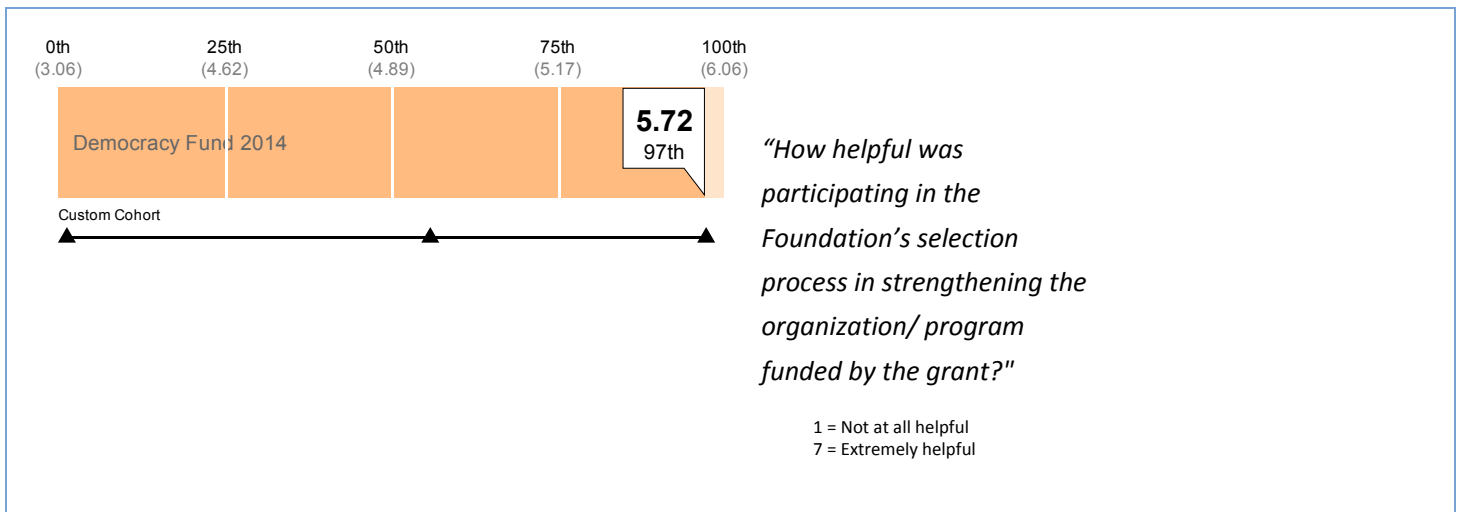 0th 25th 50th 75th 100th
(3.06) (4.62) (4.89) (5.17) (6.06)
Democracy Fund 2014
5.72
97th
Custom Cohort
“How helpful was
participating in the
Foundation’s selection
process in strengthening the
organization/ program
funded by the grant?"
1 = Not at all helpful
7 = Extremely helpful